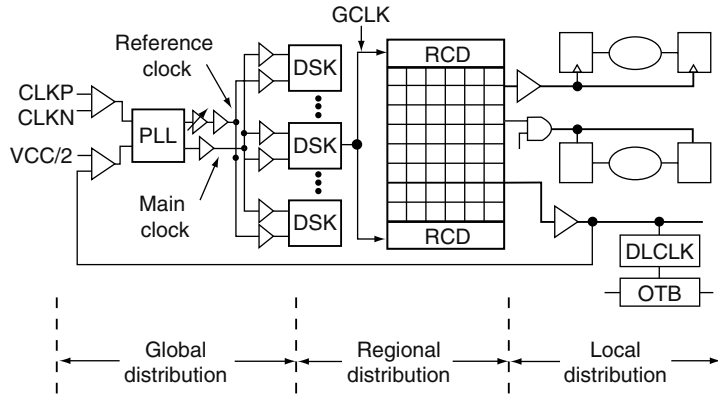 GCLK
Reference
clock
RCD
DSK
CLKP
CLKN
PLL
DSK
VCC/2
Main
clock
DSK
RCD
DLCLK
OTB
Global
distribution
Regional
distribution
Local
distribution